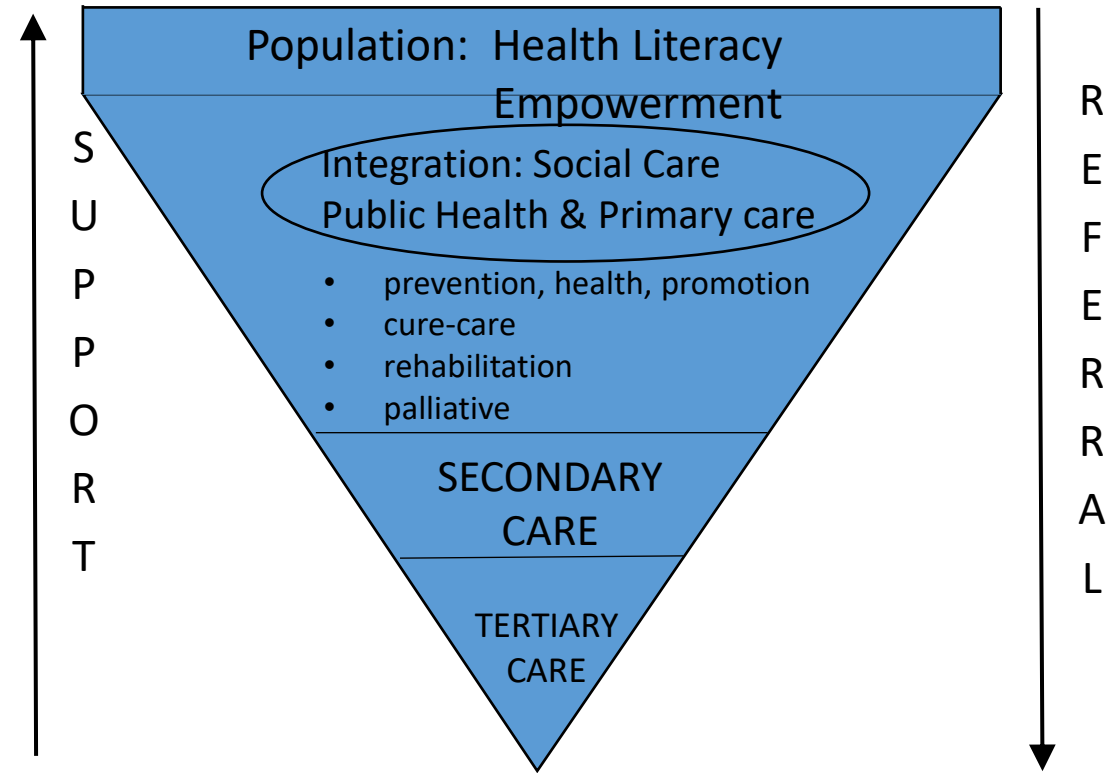 Population: Health Literacy
Empowerment
Integration: Social Care
Public Health & Primary care
• prevention, health, promotion
• cure-care
• rehabilitation
• palliative
SECONDARY
CARE
TERTIARY
CARE
S
U
P
P
O
R
T
R
E
F
E
R
R
A
L